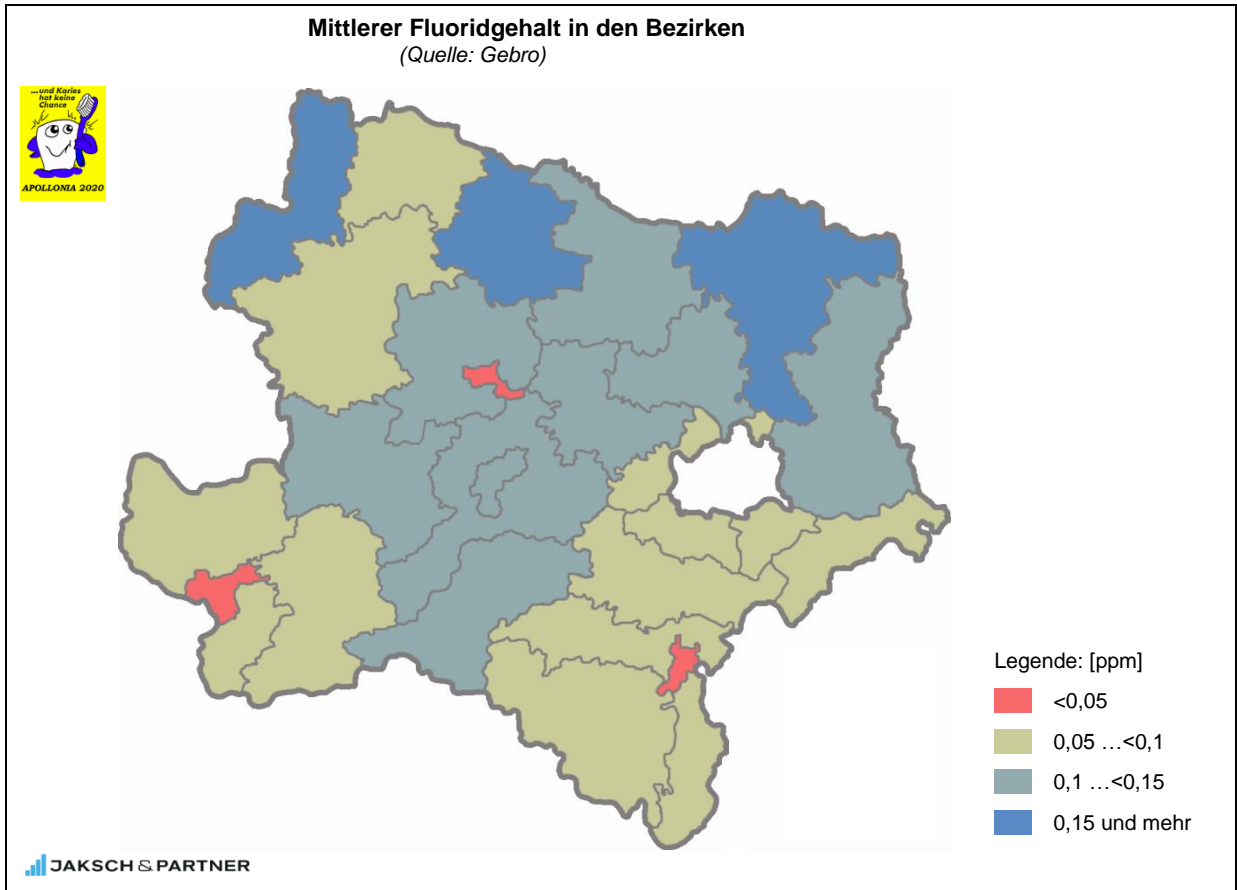 Mittlerer Fluoridgehalt in den Bezirken
(Quelle: Gebro)
...und Karies
hat keine
Chance
APOLLONIA 2020
Legende: [ppm]
<0,05
0,05 …<0,1
0,1 …<0,15
0,15 und mehr
JAKSCH & PARTNER